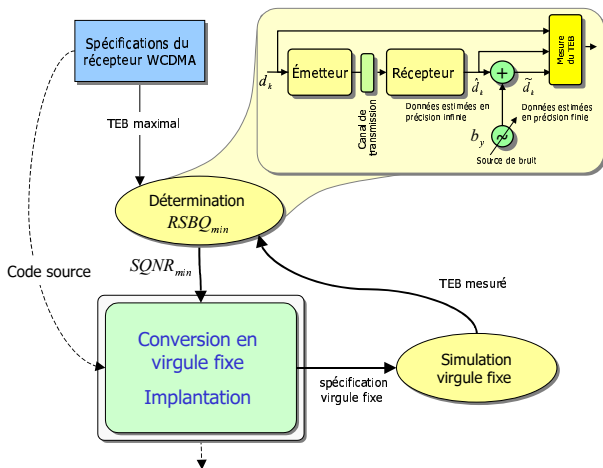 Spécifications du
récepteur WCDMA
TEB maximal
Émetteur
Canal de
transmission
Récepteur
Mesure
du TEB
d_k
d̂_k
+
d̃_k
Données estimées en
précision infinie
Données estimées
en précision finie
b_y
~
Source de bruit
Détermination
RSBQ_min
SQNR_min
Code source
TEB mesuré
Conversion en
virgule fixe
Implantation
spécification
virgule fixe
Simulation
virgule fixe